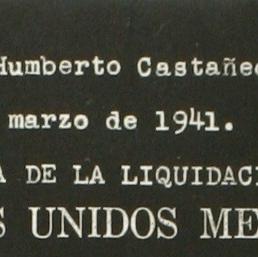 Humberto Castañe
marzo de 1941.
A DE LA LIQUIDAC
S UNIDOS ME